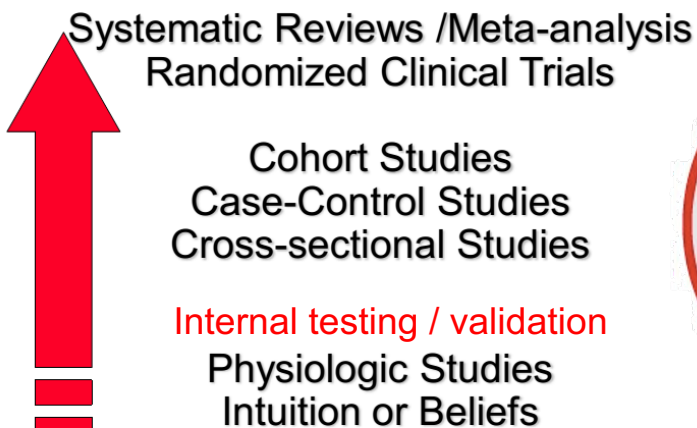 Systematic Reviews /Meta-analysis
Randomized Clinical Trials
Cohort Studies
Case-Control Studies
Cross-sectional Studies
Internal testing / validation
Physiologic Studies
Intuition or Beliefs